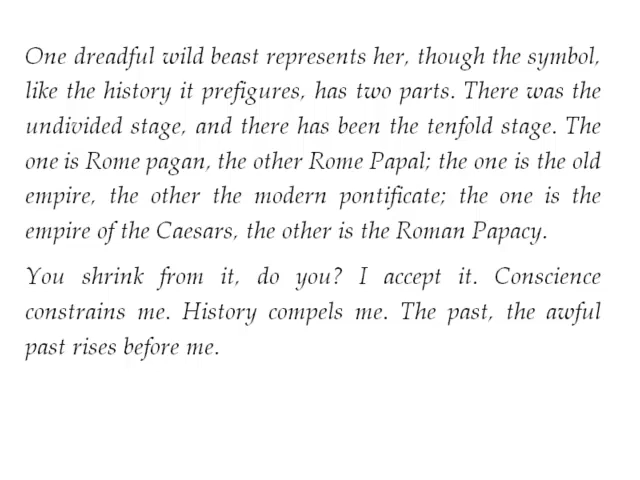 One dreadful wild beast represents her, though the symbol,
like the history it prefigures, has two parts. There was the
undivided stage, and there has been the tenfold stage. The
one is Rome pagan, the other Rome Papal; the one is the old
empire, the other the modern pontificate; the one is the
empire of the Caesars, the other is the Roman Papacy.
You shrink from it, do you? I accept it. Conscience
constrains me. History compels me. The past, the awful
past rises before me.